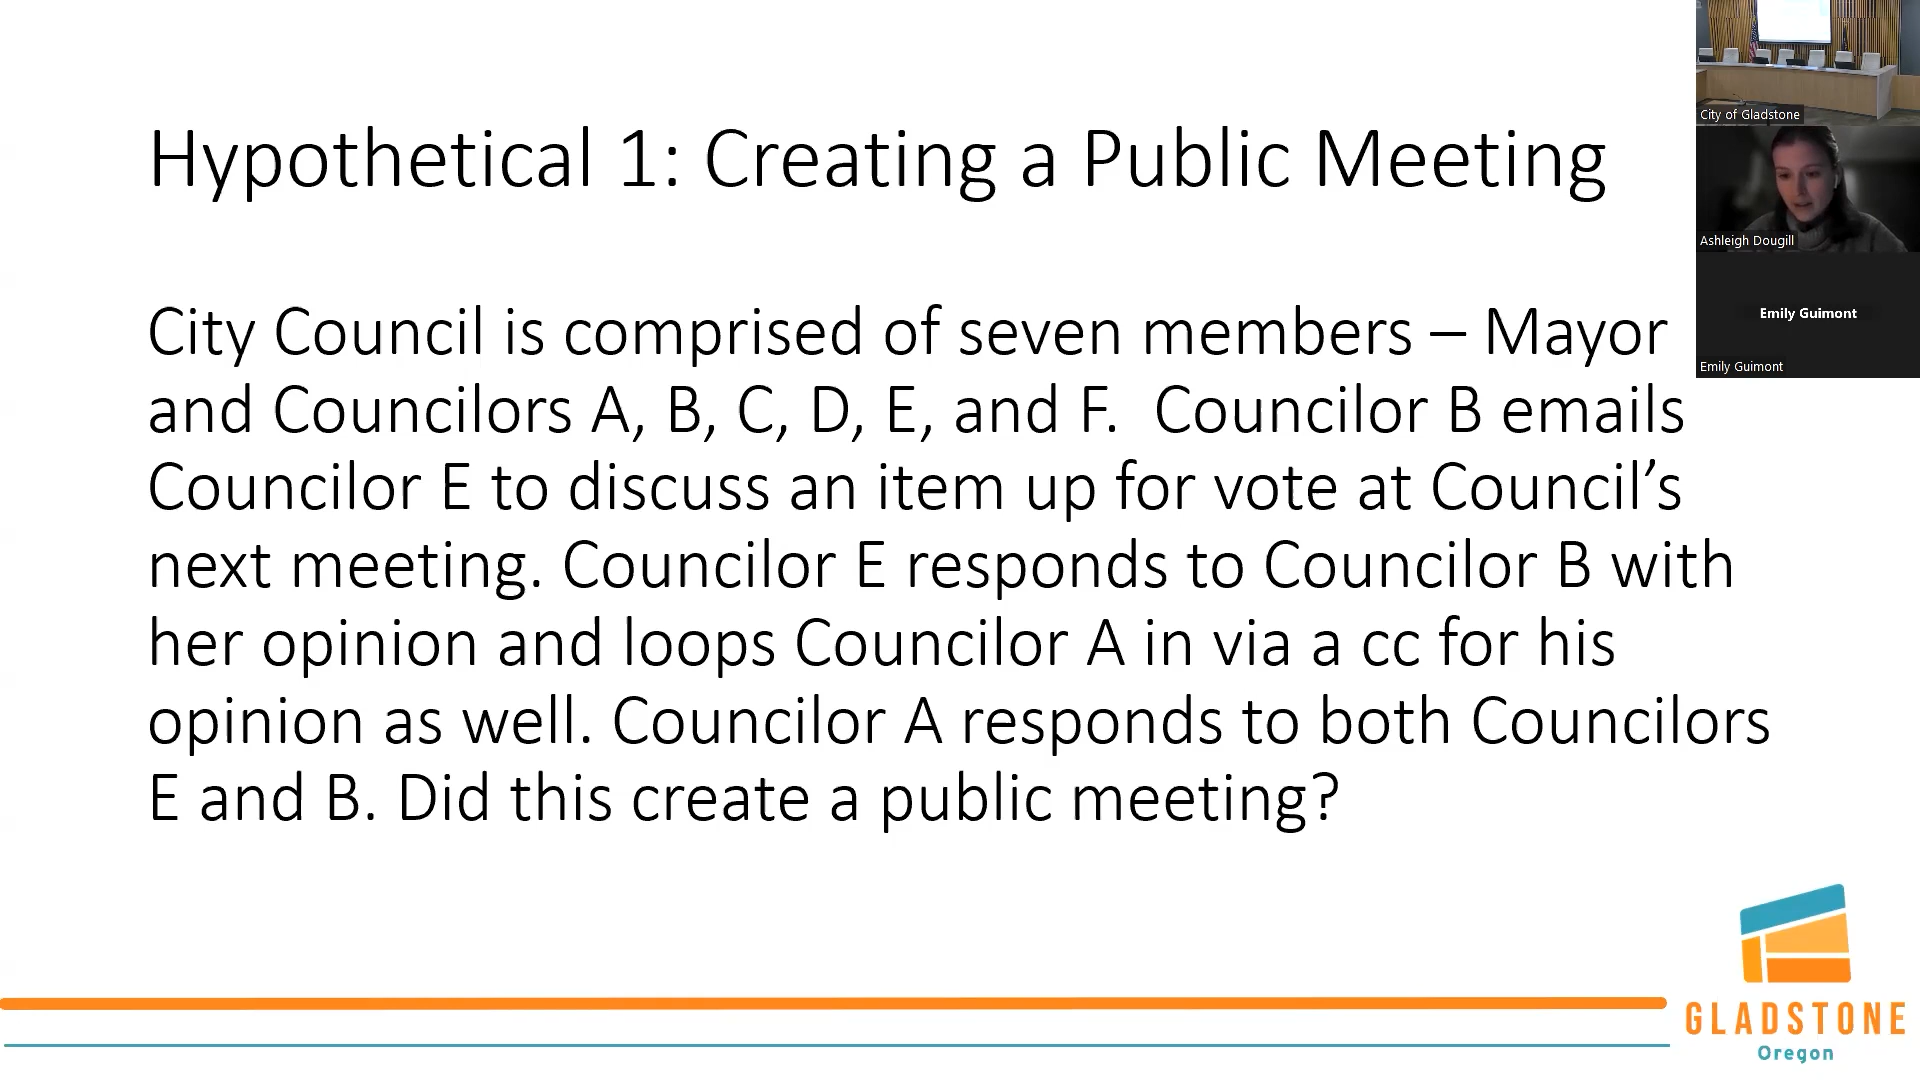 Hypothetical 1: Creating a Public Meeting
City Council is comprised of seven members – Mayor
and Councilors A, B, C, D, E, and F.  Councilor B emails
Councilor E to discuss an item up for vote at Council’s
next meeting. Councilor E responds to Councilor B with
her opinion and loops Councilor A in via a cc for his
opinion as well. Councilor A responds to both Councilors
E and B. Did this create a public meeting?
City of Gladstone
Ashleigh Dougill
Emily Guimont
Emily Guimont
GLADSTONE
Oregon